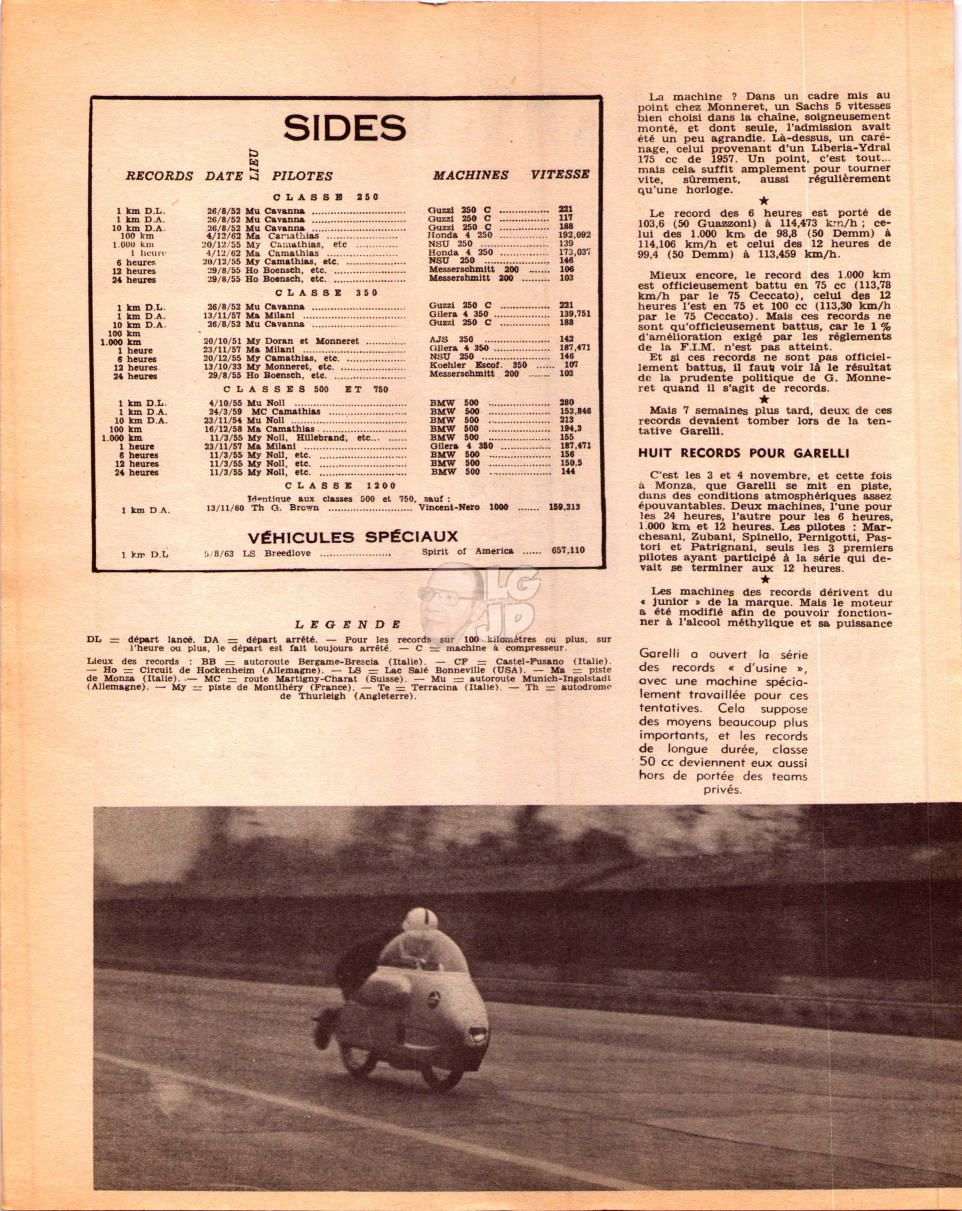 SIDES
RECORDS DATE LIEU PILOTES MACHINES VITESSE
CLASSE 250
1 km D.L. 26/8/52 Mu Cavanna ........ Guzzi 250 C ........ 221
1 km D.A. 26/8/52 Mu Cavanna ........ Guzzi 250 C ........ 117
10 km D.A. 26/8/52 Mu Cavanna ........ Guzzi 250 C ........ 188
100 km 4/12/62 Ma Camathias ........ Honda 4 250 ........ 192,092
1.000 km 20/12/55 My Camathias, etc ........ NSU 250 ........ 139
1 heure 4/12/62 Ma Camathias ........ Honda 4 250 ........ 173,037
6 heures 20/12/55 My Camathias, etc. ........ NSU 250 ........ 146
12 heures 29/8/55 Ho Boensch, etc. ........ Messerschmitt 200 ...... 106
24 heures 29/8/55 Ho Boensch, etc. ........ Messershmitt 200 ...... 103
CLASSE 350
1 km D.L. 26/8/52 Mu Cavanna ........ Guzzi 250 C ........ 221
1 km D.A. 13/11/57 Ma Milani ........ Gilera 4 350 ........ 139,751
10 km D.A. 26/8/52 Mu Cavanna ........ Guzzi 250 C ........ 188
100 km
1.000 km 20/10/51 My Doran et Monneret ........ AJS 350 ........ 142
1 heure 23/11/57 Ma Milani ........ Gilera 4 350 ........ 187,471
6 heures 20/12/55 My Camathias, etc. ........ NSU 250 ........ 146
12 heures 13/10/33 My Monneret, etc. ........ Koehler Escof. 350 ...... 107
24 heures 29/8/55 Ho Boensch, etc. ........ Messerschmitt 200 ...... 103
CLASSES 500 ET 750
1 km D.L. 4/10/55 Mu Noll ........ BMW 500 ........ 280
1 km D.A. 24/3/59 MC Camathias ........ BMW 500 ........ 153,846
10 km D.A. 23/11/54 Mu Noll ........ BMW 500 ........ 213
100 km 16/12/58 Ma Camathias ........ BMW 500 ........ 194,3
1.000 km 11/3/55 My Noll, Hillebrand, etc... ...... BMW 500 ........ 155
1 heure 23/11/57 Ma Milani ........ Gilera 4 350 ........ 187,471
6 heures 11/3/55 My Noll, etc. ........ BMW 500 ........ 156
12 heures 11/3/55 My Noll, etc. ........ BMW 500 ........ 150,5
24 heures 11/3/55 My Noll, etc. ........ BMW 500 ........ 144
CLASSE 1200
Identique aux classes 500 et 750, sauf :
1 km D A. 13/11/60 Th G. Brown ........ Vincent-Nero 1000 ...... 159,313
VÉHICULES SPÉCIAUX
1 km D.L 5/8/63 LS Breedlove ........ Spirit of America ...... 657,110
LGJP
LEGENDE
DL = départ lancé. DA = départ arrêté. — Pour les records sur 100 kilomètres ou plus, sur
l'heure ou plus, le départ est fait toujours arrêté. — C = machine à compresseur.
Lieux des records : BB = autoroute Bergame-Brescia (Italie). — CF = Castel-Fusano (Italie).
— Ho = Circuit de Hockenheim (Allemagne). — LS = Lac Salé Bonneville (USA). — Ma = piste
de Monza (Italie). — MC = route Martigny-Charat (Suisse). — Mu = autoroute Munich-Ingolstadt
(Allemagne). — My = piste de Montlhéry (France). — Te = Terracina (Italie). — Th = autodrome
de Thurleigh (Angleterre).
La machine ? Dans un cadre mis au
point chez Monneret, un Sachs 5 vitesses
bien choisi dans la chaîne, soigneusement
monté, et dont seule, l'admission avait
été un peu agrandie. Là-dessus, un caré-
nage, celui provenant d'un Liberia-Ydral
175 cc de 1957. Un point, c'est tout...
mais cela suffit amplement pour tourner
vite, sûrement, aussi régulièrement
qu'une horloge.
★
Le record des 6 heures est porté de
103,6 (50 Guazzoni) à 114,473 km/h ; ce-
lui des 1.000 km de 98,8 (50 Demm) à
114,106 km/h et celui des 12 heures de
99,4 (50 Demm) à 113,459 km/h.
Mieux encore, le record des 1.000 km
est officieusement battu en 75 cc (113,78
km/h par le 75 Ceccato), celui des 12
heures l'est en 75 et 100 cc (113,30 km/h
par le 75 Ceccato). Mais ces records ne
sont qu'officieusement battus, car le 1 %
d'amélioration exigé par les réglements
de la F.I.M. n'est pas atteint.
Et si ces records ne sont pas officiel-
lement battus, il faut voir là le résultat
de la prudente politique de G. Monne-
ret quand il s'agit de records.
★
Mais 7 semaines plus tard, deux de ces
records devaient tomber lors de la ten-
tative Garelli.
HUIT RECORDS POUR GARELLI
C'est les 3 et 4 novembre, et cette fois
à Monza, que Garelli se mit en piste,
dans des conditions atmosphériques assez
épouvantables. Deux machines, l'une pour
les 24 heures, l'autre pour les 6 heures,
1.000 km et 12 heures. Les pilotes : Mar-
chesani, Zubani, Spinello, Pernigotti, Pas-
tori et Patrignani, seuls les 3 premiers
pilotes ayant participé à la série qui de-
vait se terminer aux 12 heures.
★
Les machines des records dérivent du
« junior » de la marque. Mais le moteur
a été modifié afin de pouvoir fonction-
ner à l'alcool méthylique et sa puissance
Garelli a ouvert la série
des records « d'usine »,
avec une machine spécia-
lement travaillée pour ces
tentatives. Cela suppose
des moyens beaucoup plus
importants, et les records
de longue durée, classe
50 cc deviennent eux aussi
hors de portée des teams
privés.